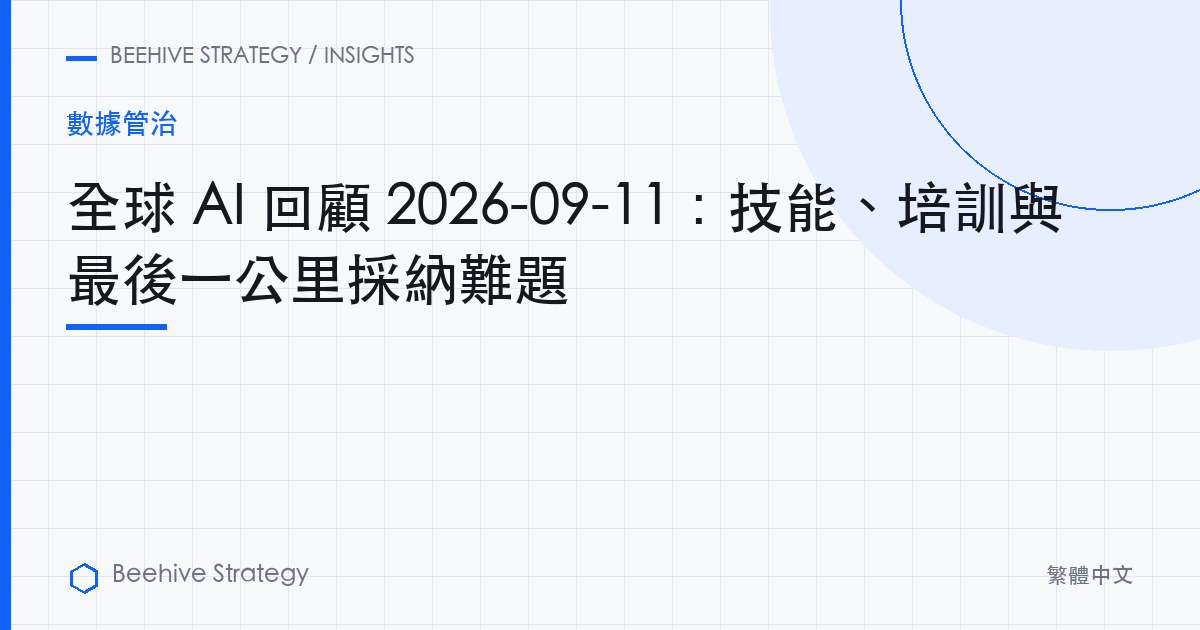 BEEHIVE STRATEGY / INSIGHTS
數據管治
全球 AI 回顧 2026-09-11：技能、培訓與
最後一公里採納難題
Beehive Strategy
繁體中文